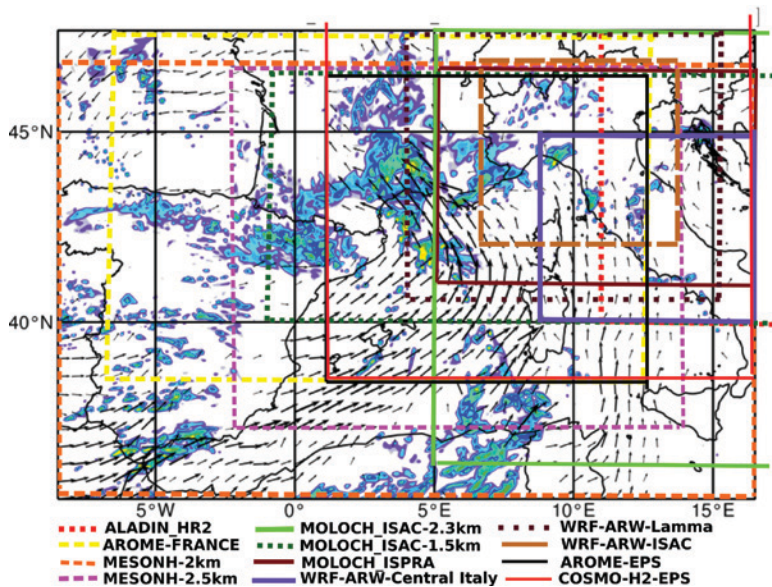 45°N
40°N
5°W 0° 5°E 10°E 15°E
ALADIN_HR2 MOLOCH_ISAC-2.3km WRF-ARW-Lamma
AROME-FRANCE MOLOCH_ISAC-1.5km WRF-ARW-ISAC
MESONH-2km MOLOCH_ISPRA AROME-EPS
MESONH-2.5km WRF-ARW-Central Italy COSMO-H2-EPS